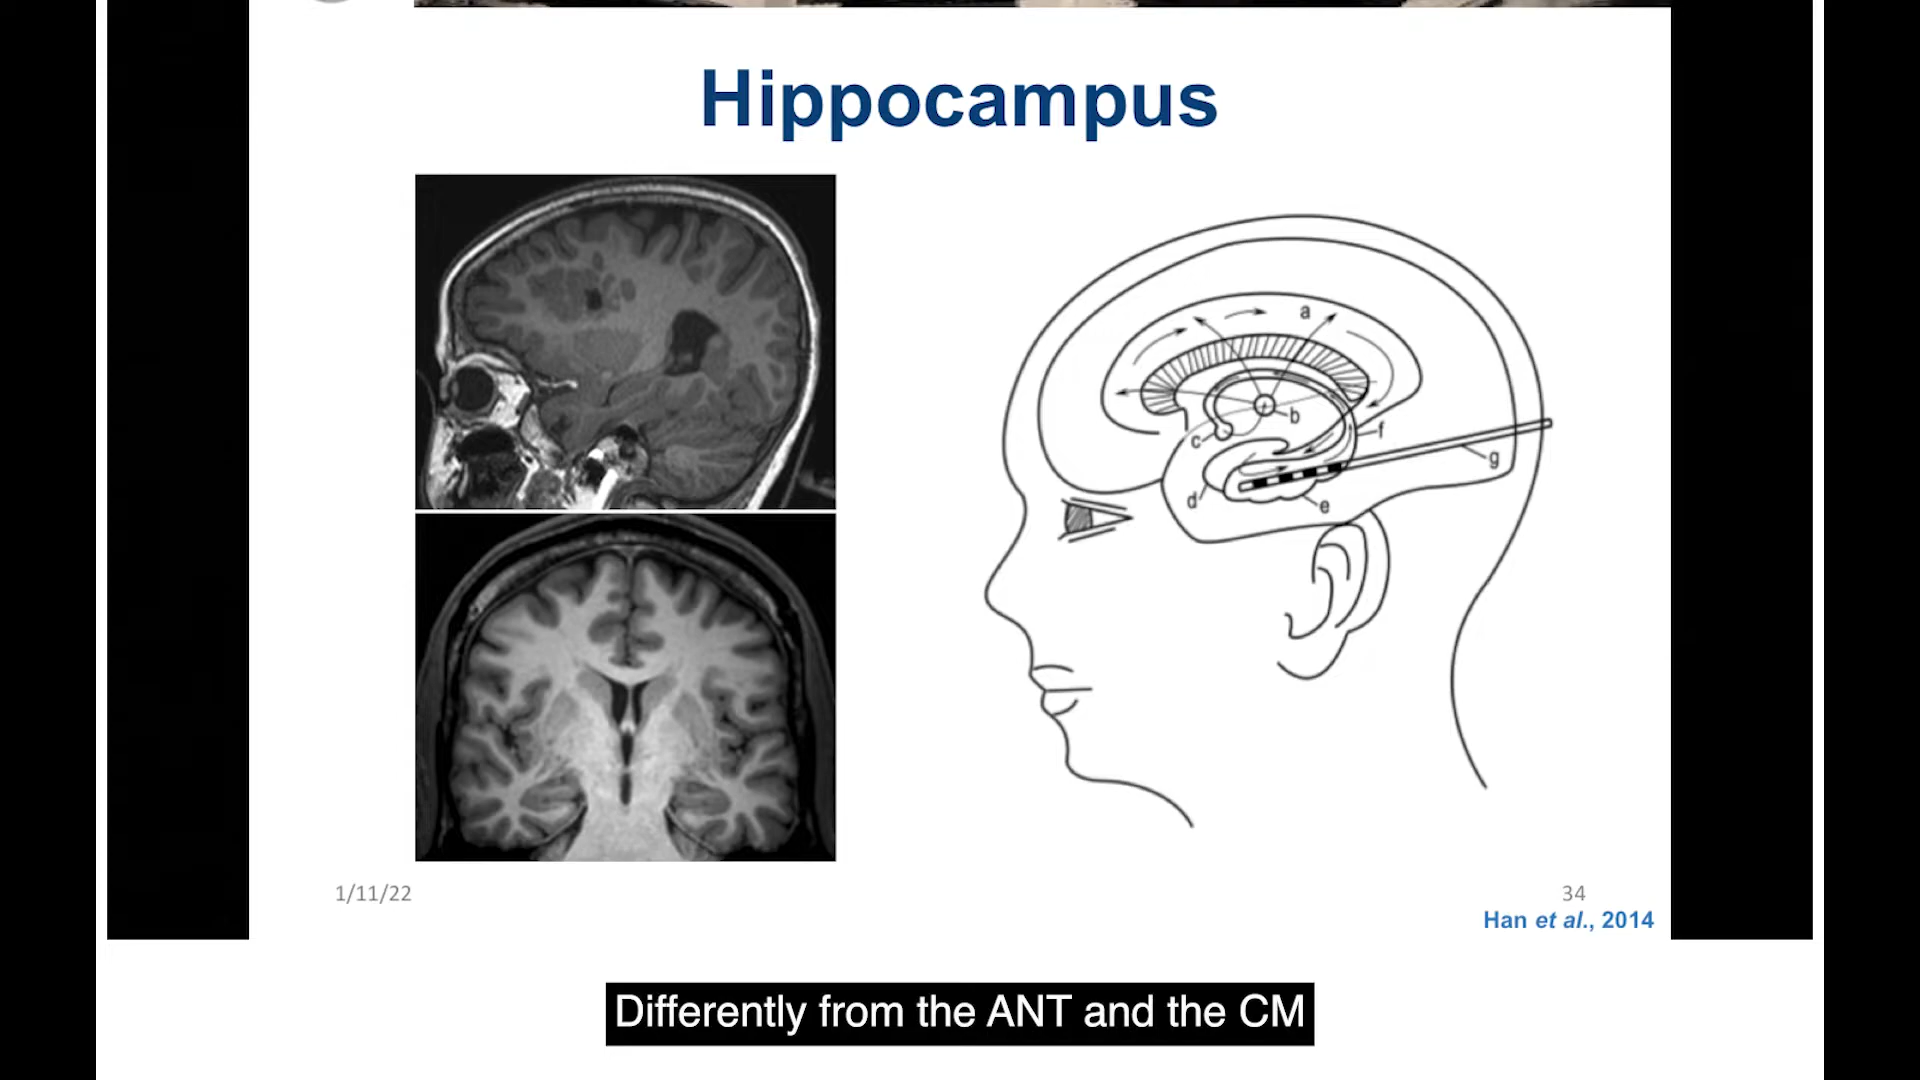 Hippocampus
a
b
c
f
g
d
e
1/11/22
34
Han et al., 2014
Differently from the ANT and the CM